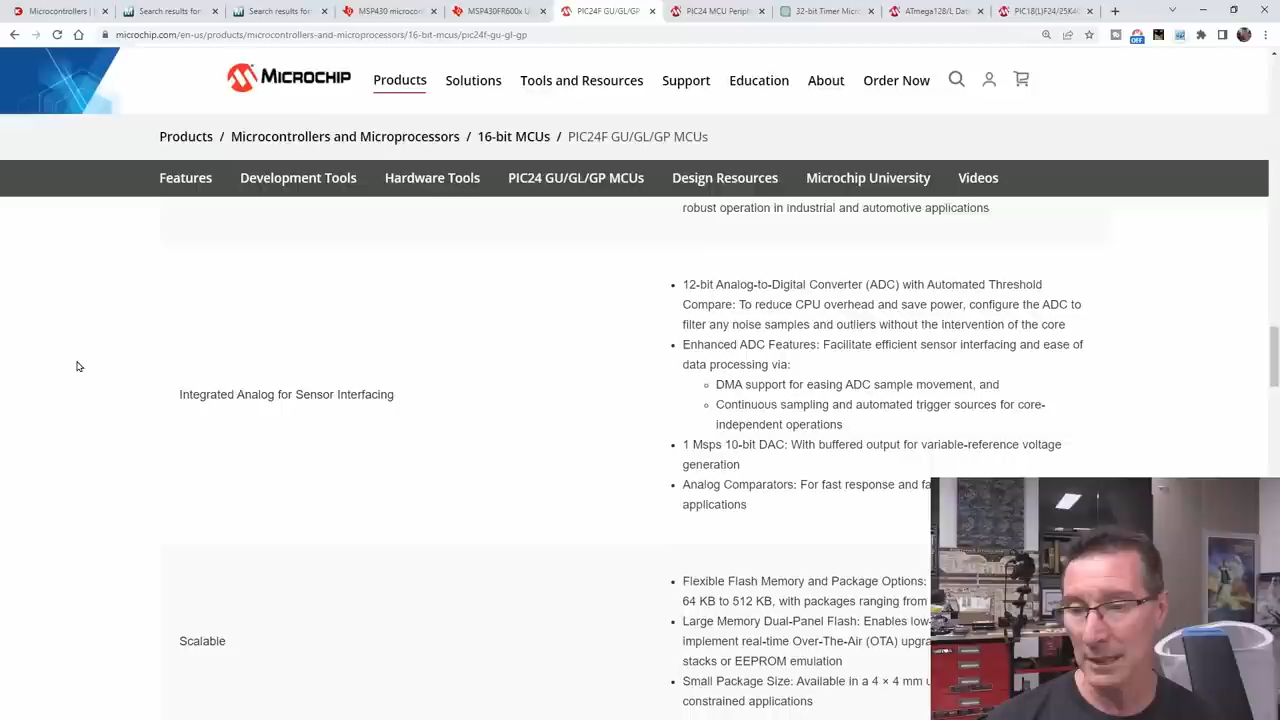 Microcontrollers |
Search results for
Search results for
MSP430 microcon
MSP430FR600x U
PIC24F GU/GL/GP
PIC24 MCU Periph
32-bit Timer Micro
ATmega128/L Data
PIC18(L)F24/25K4
microchip.com/en-us/products/microcontrollers-and-microprocessors/16-bit-mcus/pic24f-gu-gl-gp
OFF
MICROCHIP
Products Solutions Tools and Resources Support Education About Order Now
Products / Microcontrollers and Microprocessors / 16-bit MCUs / PIC24F GU/GL/GP MCUs
Features Development Tools Hardware Tools PIC24 GU/GL/GP MCUs Design Resources Microchip University Videos
robust operation in industrial and automotive applications
Integrated Analog for Sensor Interfacing
• 12-bit Analog-to-Digital Converter (ADC) with Automated Threshold
Compare: To reduce CPU overhead and save power, configure the ADC to
filter any noise samples and outliers without the intervention of the core
• Enhanced ADC Features: Facilitate efficient sensor interfacing and ease of
data processing via:
◦ DMA support for easing ADC sample movement, and
◦ Continuous sampling and automated trigger sources for core-
independent operations
• 1 Msps 10-bit DAC: With buffered output for variable-reference voltage
generation
• Analog Comparators: For fast response and fa
applications
Scalable
• Flexible Flash Memory and Package Options:
64 KB to 512 KB, with packages ranging from
• Large Memory Dual-Panel Flash: Enables low-
implement real-time Over-The-Air (OTA) upgra
stacks or EEPROM emulation
• Small Package Size: Available in a 4 × 4 mm u
constrained applications